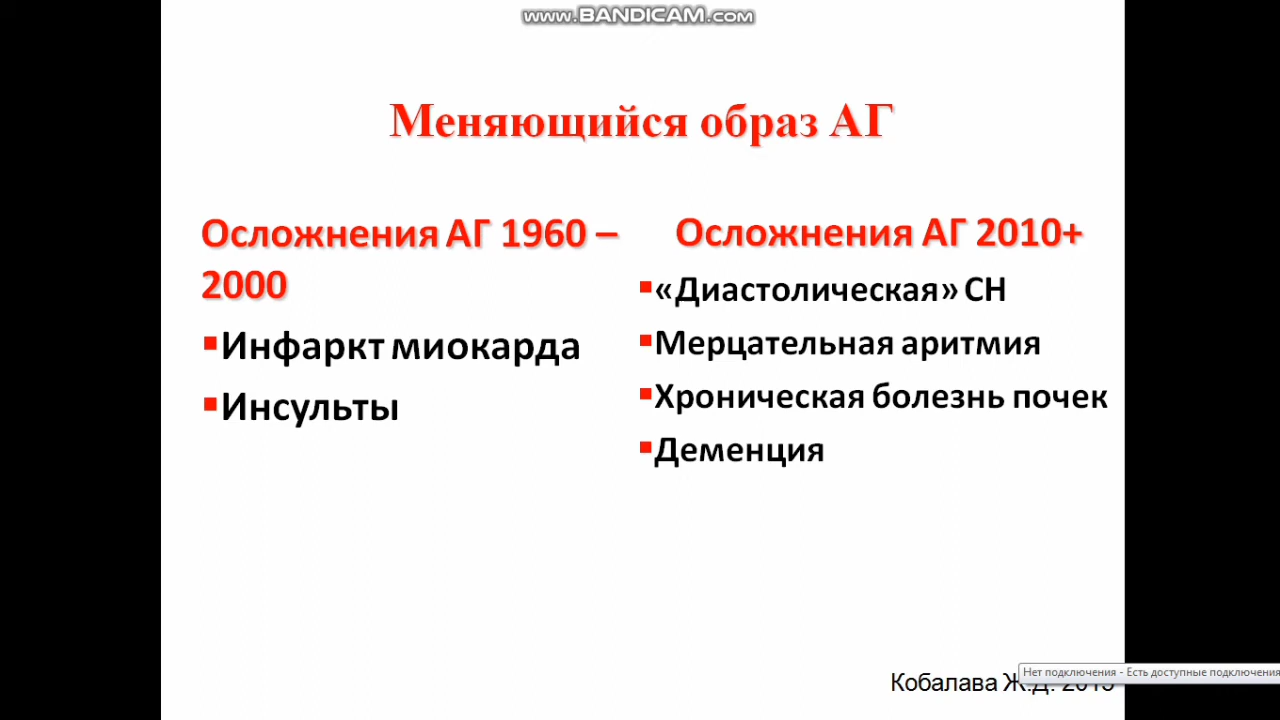 www.BANDICAM.com
Меняющийся образ АГ
Осложнения АГ 1960 –
2000
Инфаркт миокарда
Инсульты
Осложнения АГ 2010+
«Диастолическая» СН
Мерцательная аритмия
Хроническая болезнь почек
Деменция
Кобалава Ж.Д.
Нет подключения - Есть доступные подключения